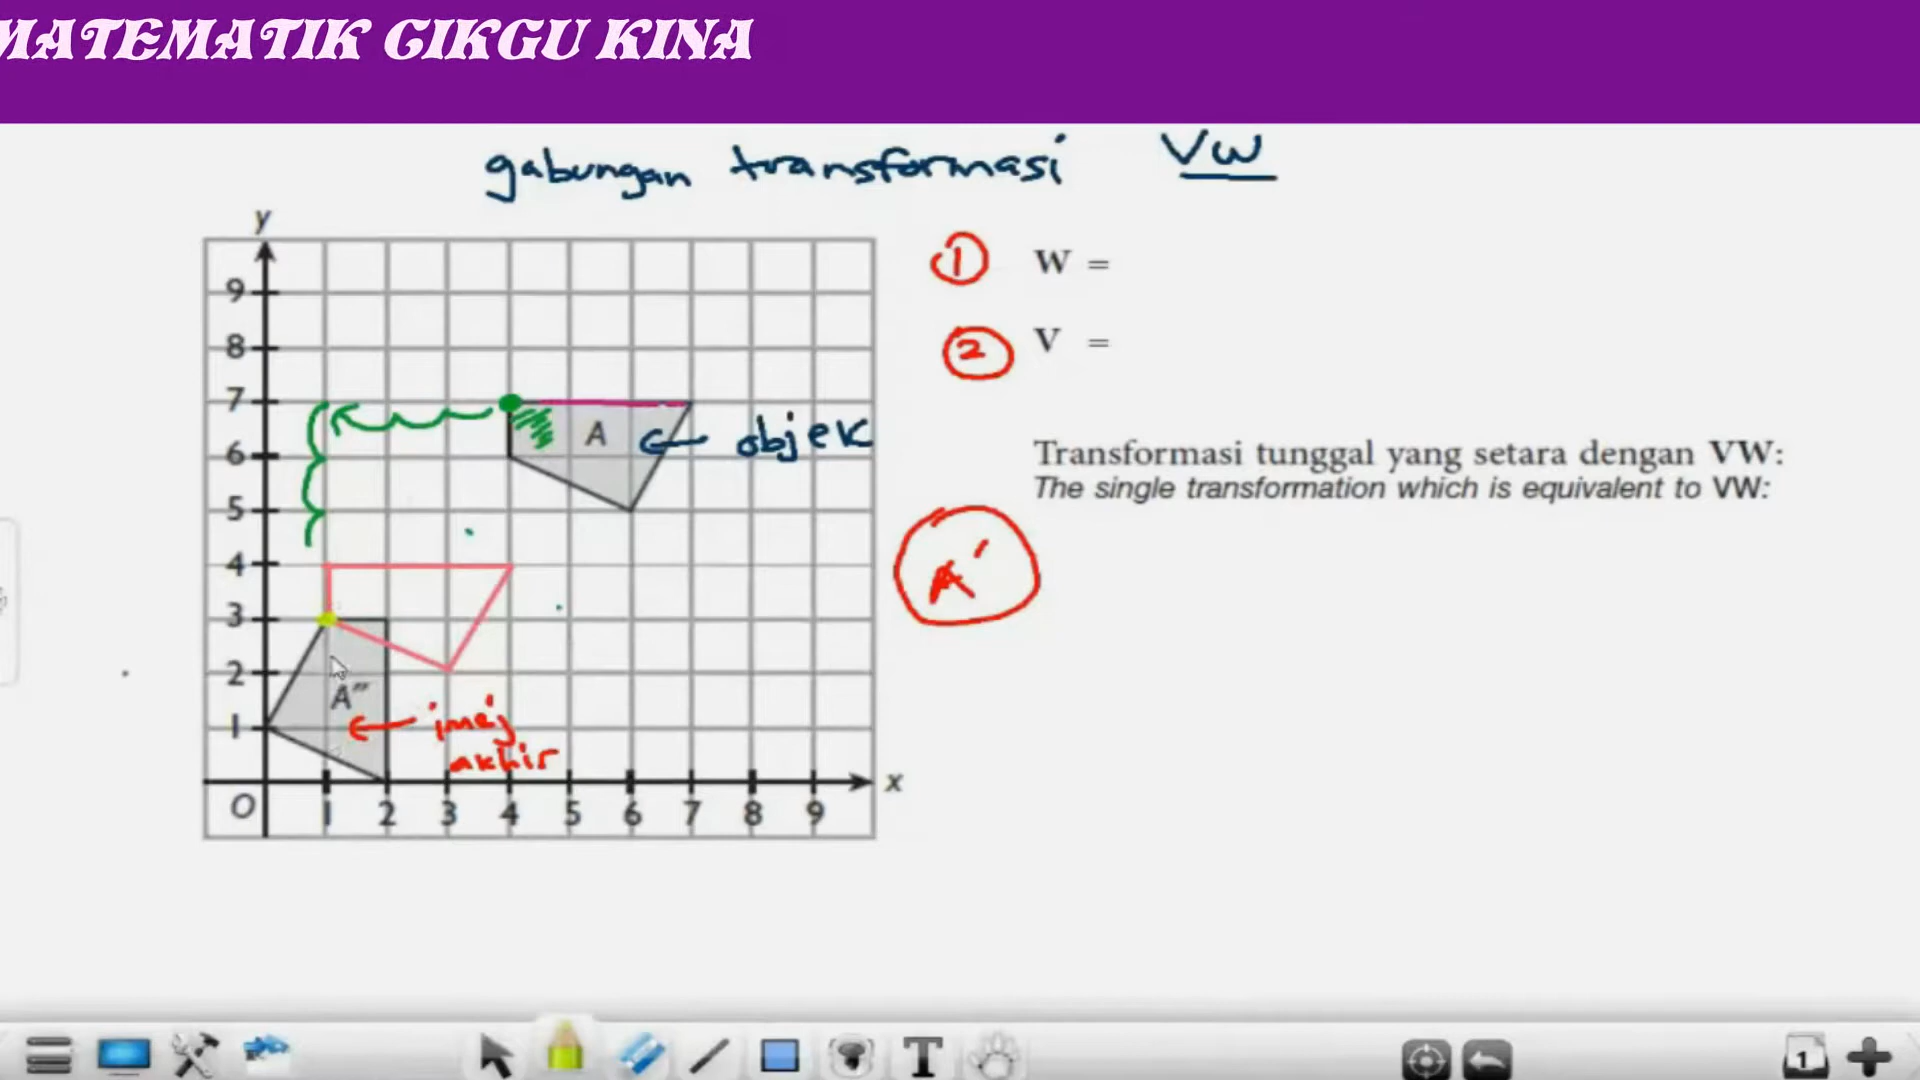 MATEMATIK CIKGU KINA
gabungan transformasi VW
y
9
8
7
6
5
4
3
2
1
O
1 2 3 4 5 6 7 8 9
x
A
objek
A"
imej
akhir
1 W =
2 V =
Transformasi tunggal yang setara dengan VW:
The single transformation which is equivalent to VW:
A'
T
1